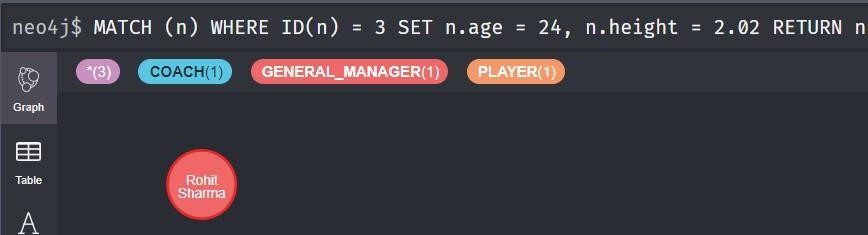 neo4j$ MATCH (n) WHERE ID(n) = 3 SET n.age = 24, n.height = 2.02 RETURN n
*(3) COACH(1) GENERAL_MANAGER(1) PLAYER(1)
Graph
Table
Rohit
Sharma
A